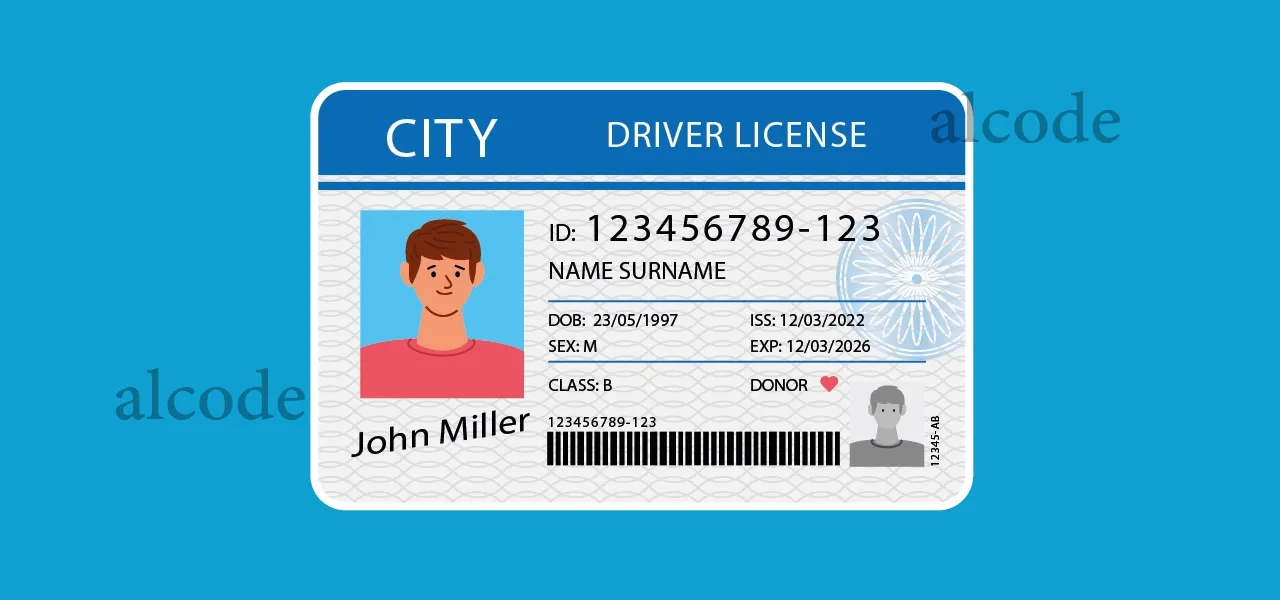 CITY
DRIVER LICENSE
alcode
ID: 123456789-123
NAME SURNAME
DOB: 23/05/1997
ISS: 12/03/2022
SEX: M
EXP: 12/03/2026
CLASS: B
DONOR
alcode
John Miller
123456789-123
12345-AB